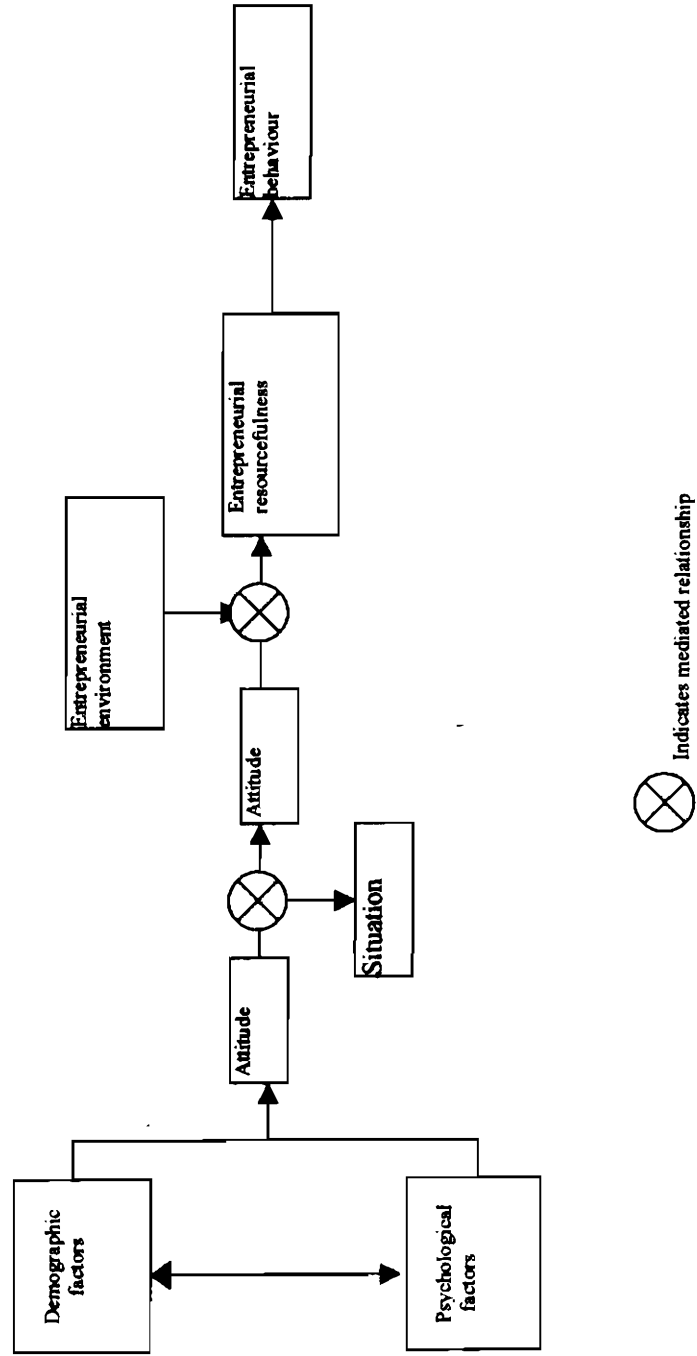 Demographic
factors
Psychological
factors
Attitude
Situation
Attitude
Entrepreneurial
environment
Entrepreneurial
resourcefulness
Entrepreneurial
behaviour
Indicates mediated relationship